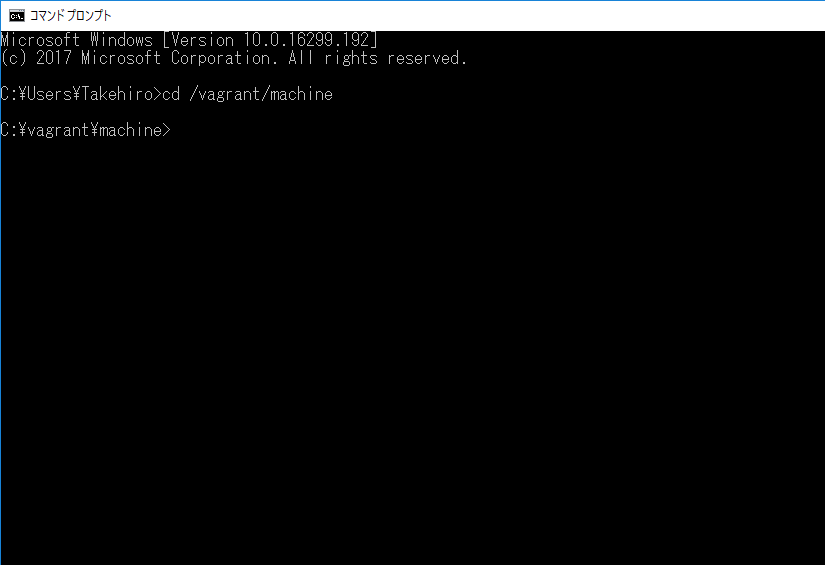 コマンドプロンプト
Microsoft Windows [Version 10.0.16299.192]
(c) 2017 Microsoft Corporation. All rights reserved.
C:¥Users¥Takehiro>cd /vagrant/machine
C:¥vagrant¥machine>